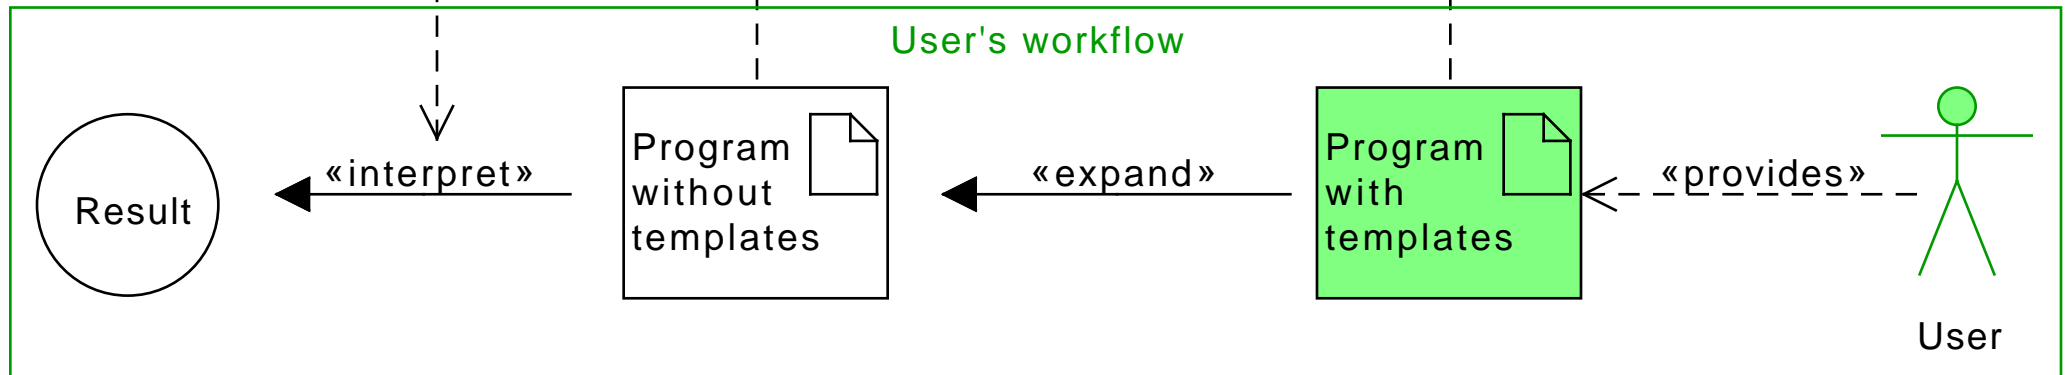 User's workflow
Result
«interpret»
Program
without
templates
«expand»
Program
with
templates
«provides»
User